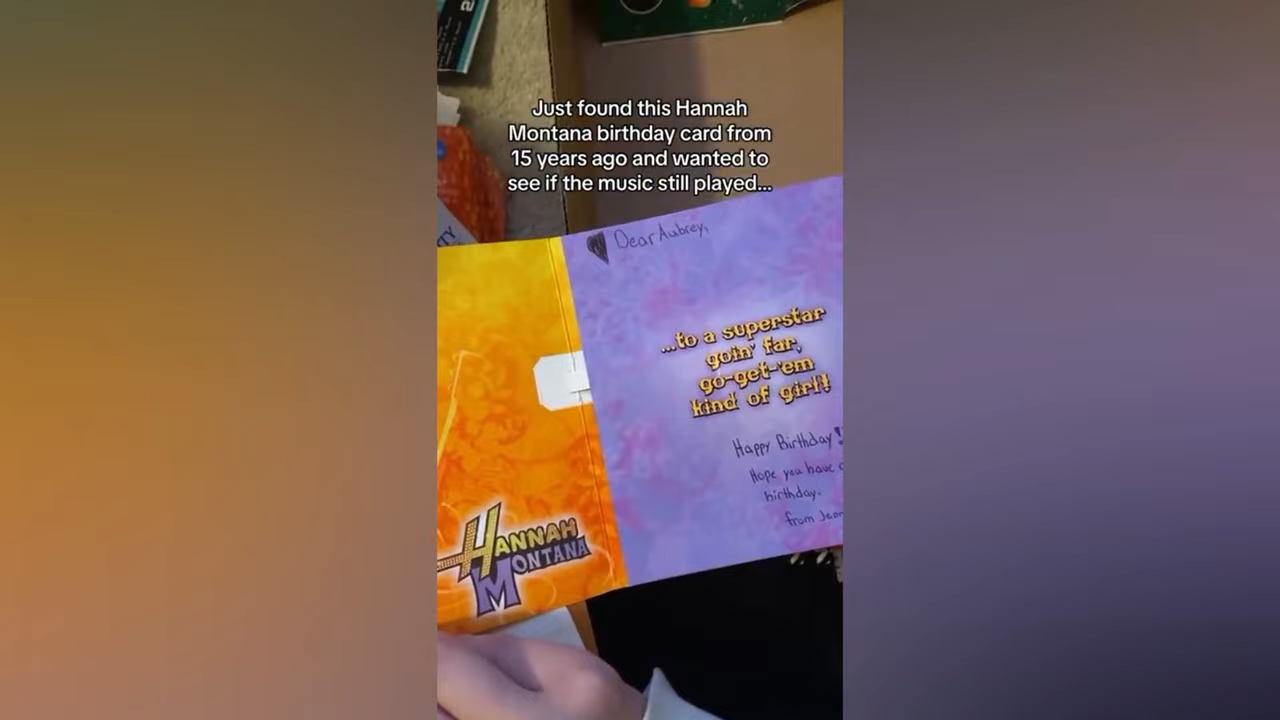 Just found this Hannah
Montana birthday card from
15 years ago and wanted to
see if the music still played...
Dear Aubrey,
...to a superstar
goin' far,
go-get-'em
kind of girl!
Happy Birthday!
Hope you have
birthday.
from
HANNAH
MONTANA